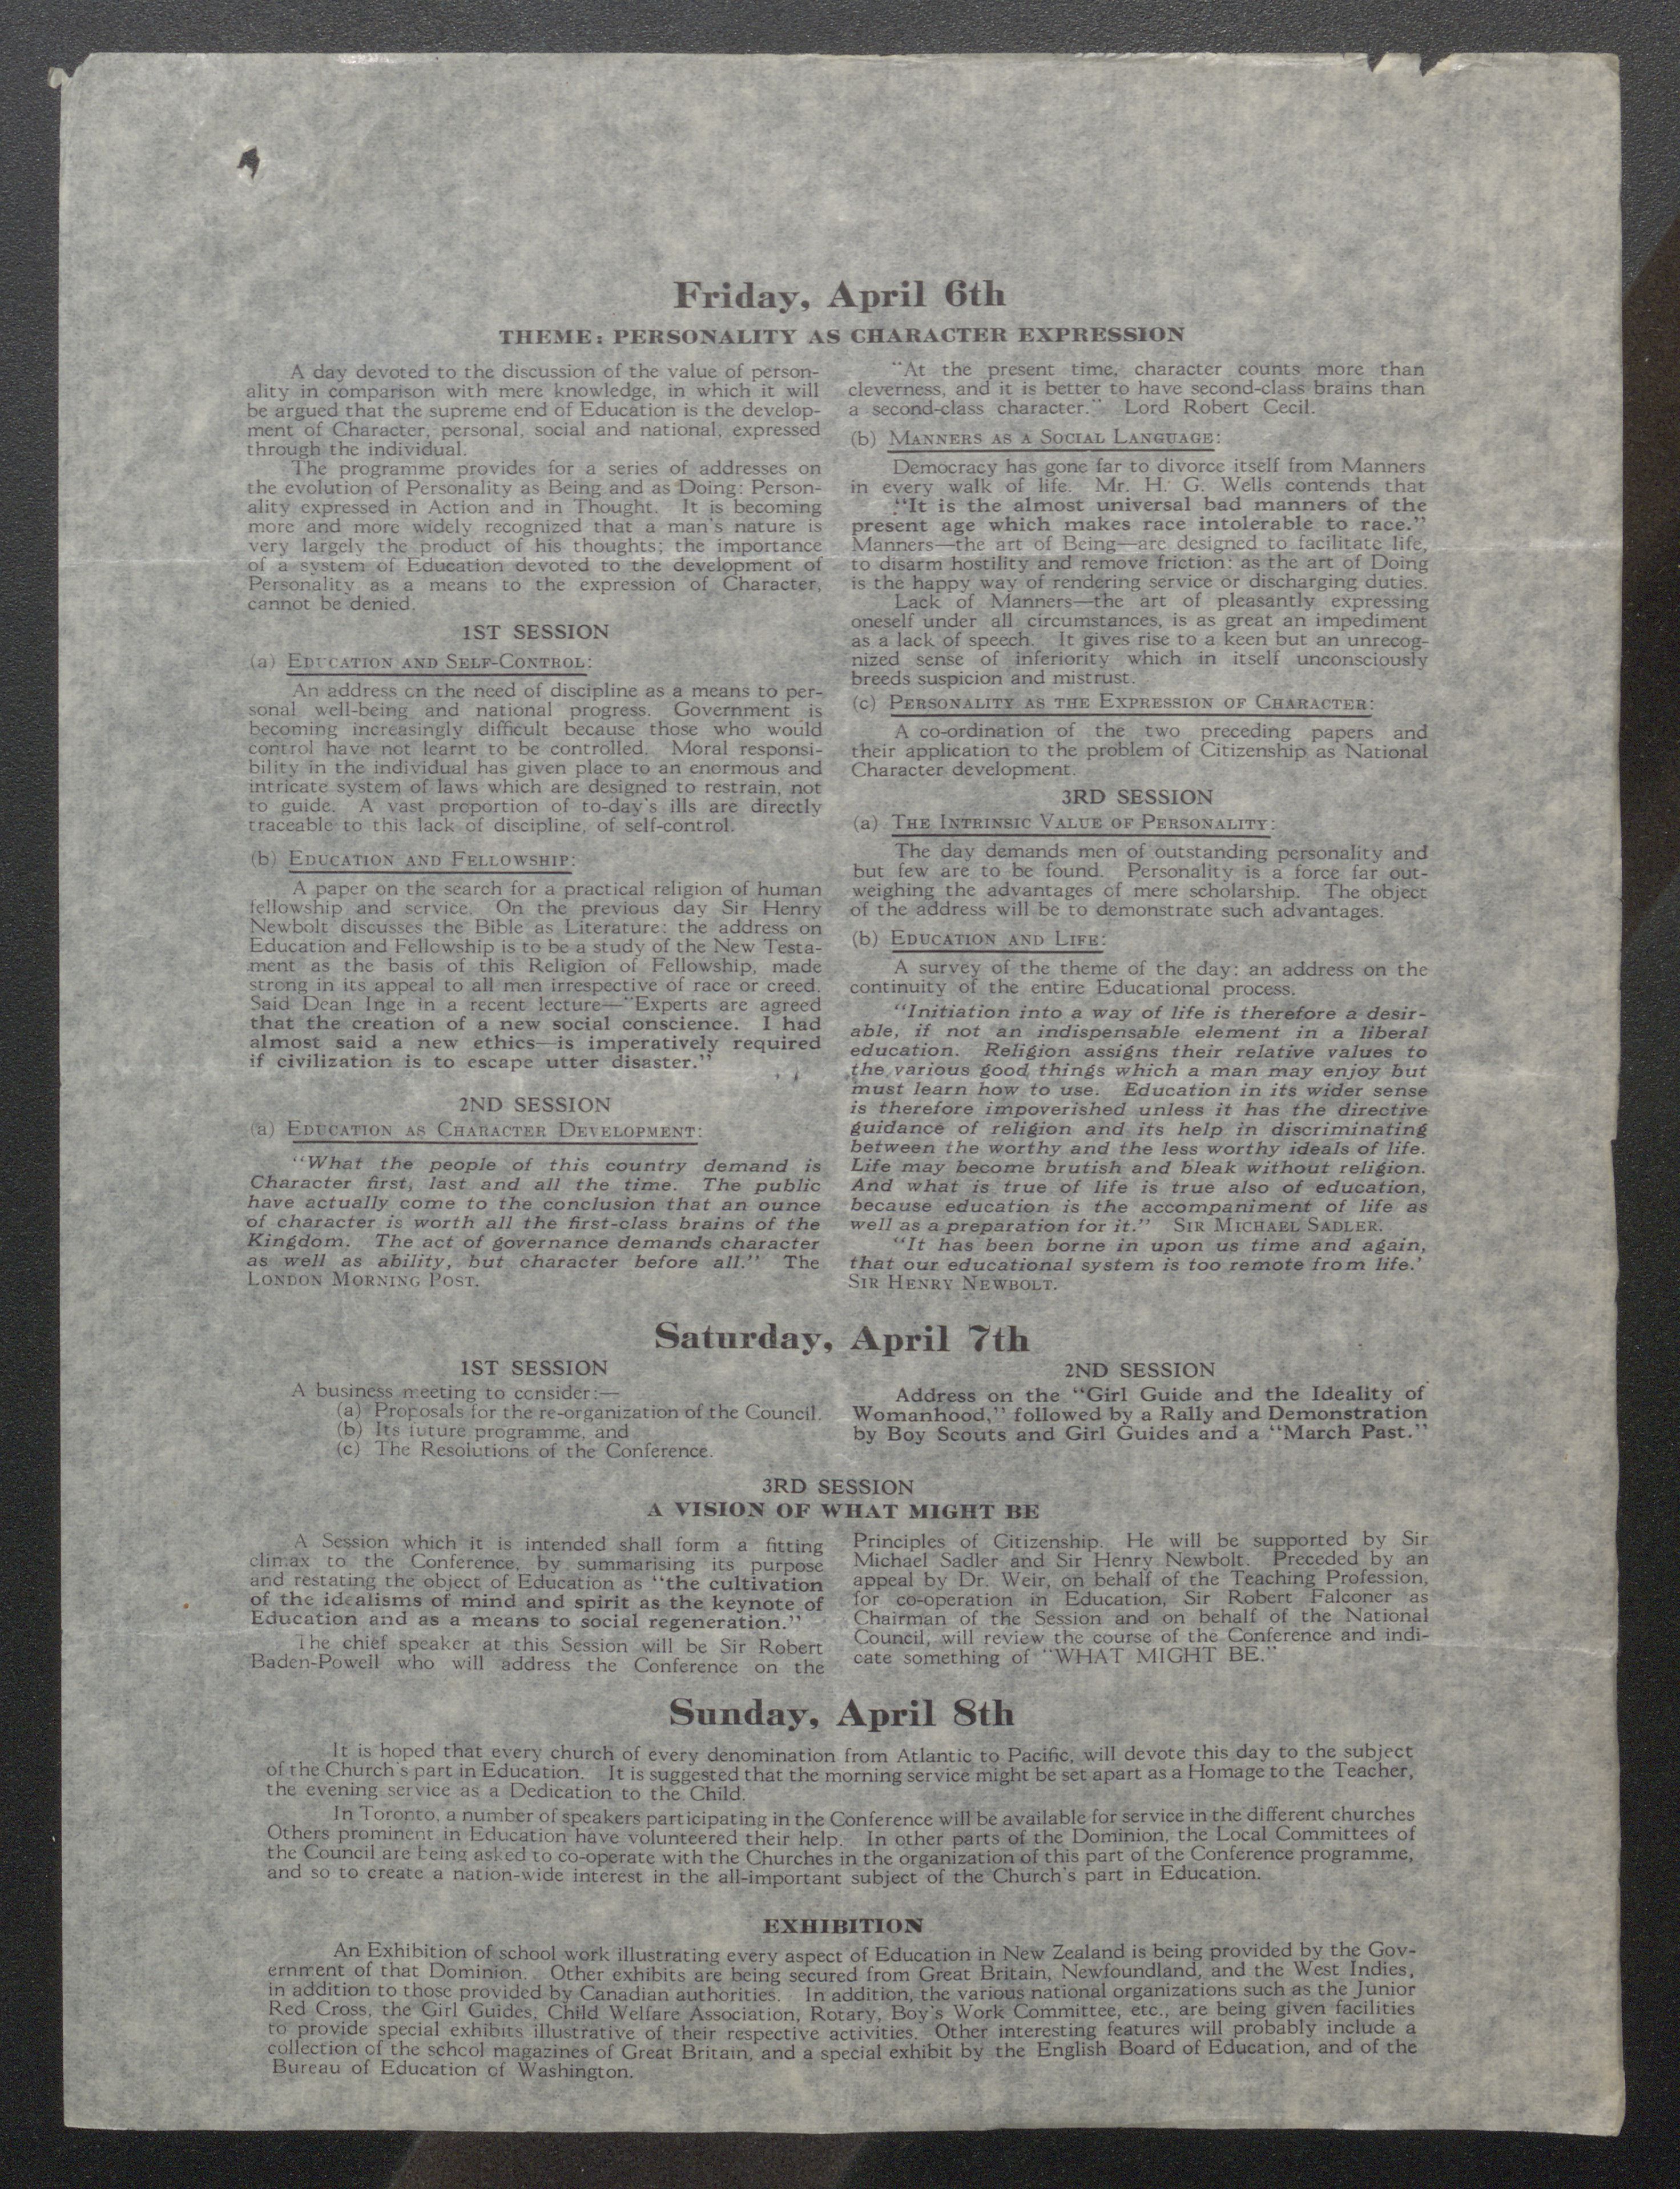 Friday, April 6th
THEME: PERSONALITY AS CHARACTER EXPRESSION
A day devoted to the discussion of the value of person-
ality in comparison with mere knowledge, in which it will
be argued that the supreme end of Education is the develop-
ment of Character, personal, social and national, expressed
through the individual.
The programme provides for a series of addresses on
the evolution of Personality as Being and as Doing: Person-
ality expressed in Action and in Thought. It is becoming
more and more widely recognized that a man's nature is
very largely the product of his thoughts; the importance
of a system of Education devoted to the development of
Personality as a means to the expression of Character,
cannot be denied.
1ST SESSION
(a) EDUCATION AND SELF-CONTROL:
An address on the need of discipline as a means to per-
sonal well-being and national progress. Government is
becoming increasingly difficult because those who would
control have not learnt to be controlled. Moral responsi-
bility in the individual has given place to an enormous and
intricate system of laws which are designed to restrain, not
to guide. A vast proportion of to-day's ills are directly
traceable to this lack of discipline, of self-control.
(b) EDUCATION AND FELLOWSHIP:
A paper on the search for a practical religion of human
fellowship and service. On the previous day Sir Henry
Newbolt discusses the Bible as Literature: the address on
Education and Fellowship is to be a study of the New Testa-
ment as the basis of this Religion of Fellowship, made
strong in its appeal to all men irrespective of race or creed.
Said Dean Inge in a recent lecture—"Experts are agreed
that the creation of a new social conscience. I had
almost said a new ethics—is imperatively required
if civilization is to escape utter disaster."
2ND SESSION
(a) EDUCATION AS CHARACTER DEVELOPMENT:
"What the people of this country demand is
Character first, last and all the time. The public
have actually come to the conclusion that an ounce
of character is worth all the first-class brains of the
Kingdom. The act of governance demands character
as well as ability, but character before all." The
LONDON MORNING POST.
"At the present time, character counts more than
cleverness, and it is better to have second-class brains than
a second-class character." Lord Robert Cecil.
(b) MANNERS AS A SOCIAL LANGUAGE:
Democracy has gone far to divorce itself from Manners
in every walk of life. Mr. H. G. Wells contends that
"It is the almost universal bad manners of the
present age which makes race intolerable to race."
Manners—the art of Being—are designed to facilitate life,
to disarm hostility and remove friction: as the art of Doing
is the happy way of rendering service or discharging duties.
Lack of Manners—the art of pleasantly expressing
oneself under all circumstances, is as great an impediment
as a lack of speech. It gives rise to a keen but an unrecog-
nized sense of inferiority which in itself unconsciously
breeds suspicion and mistrust.
(c) PERSONALITY AS THE EXPRESSION OF CHARACTER:
A co-ordination of the two preceding papers and
their application to the problem of Citizenship as National
Character development.
3RD SESSION
(a) THE INTRINSIC VALUE OF PERSONALITY:
The day demands men of outstanding personality and
but few are to be found. Personality is a force far out-
weighing the advantages of mere scholarship. The object
of the address will be to demonstrate such advantages.
(b) EDUCATION AND LIFE:
A survey of the theme of the day: an address on the
continuity of the entire Educational process.
"Initiation into a way of life is therefore a desir-
able, if not an indispensable element in a liberal
education. Religion assigns their relative values to
the various good things which a man may enjoy but
must learn how to use. Education in its wider sense
is therefore impoverished unless it has the directive
guidance of religion and its help in discriminating
between the worthy and the less worthy ideals of life.
Life may become brutish and bleak without religion.
And what is true of life is true also of education,
because education is the accompaniment of life as
well as a preparation for it." SIR MICHAEL SADLER.
"It has been borne in upon us time and again,
that our educational system is too remote from life.'
SIR HENRY NEWBOLT.
Saturday, April 7th
1ST SESSION
A business meeting to consider:—
(a) Proposals for the re-organization of the Council.
(b) Its future programme, and
(c) The Resolutions of the Conference.
2ND SESSION
Address on the "Girl Guide and the Ideality of
Womanhood," followed by a Rally and Demonstration
by Boy Scouts and Girl Guides and a "March Past."
3RD SESSION
A VISION OF WHAT MIGHT BE
A Session which it is intended shall form a fitting
climax to the Conference, by summarising its purpose
and restating the object of Education as "the cultivation
of the idealisms of mind and spirit as the keynote of
Education and as a means to social regeneration."
The chief speaker at this Session will be Sir Robert
Baden-Powell who will address the Conference on the
Principles of Citizenship. He will be supported by Sir
Michael Sadler and Sir Henry Newbolt. Preceded by an
appeal by Dr. Weir, on behalf of the Teaching Profession,
for co-operation in Education, Sir Robert Falconer as
Chairman of the Session and on behalf of the National
Council, will review the course of the Conference and indi-
cate something of "WHAT MIGHT BE."
Sunday, April 8th
It is hoped that every church of every denomination from Atlantic to Pacific, will devote this day to the subject
of the Church's part in Education. It is suggested that the morning service might be set apart as a Homage to the Teacher,
the evening service as a Dedication to the Child.
In Toronto, a number of speakers participating in the Conference will be available for service in the different churches
Others prominent in Education have volunteered their help. In other parts of the Dominion, the Local Committees of
the Council are being asked to co-operate with the Churches in the organization of this part of the Conference programme,
and so to create a nation-wide interest in the all-important subject of the Church's part in Education.
EXHIBITION
An Exhibition of school work illustrating every aspect of Education in New Zealand is being provided by the Gov-
ernment of that Dominion. Other exhibits are being secured from Great Britain, Newfoundland, and the West Indies,
in addition to those provided by Canadian authorities. In addition, the various national organizations such as the Junior
Red Cross, the Girl Guides, Child Welfare Association, Rotary, Boy's Work Committee, etc., are being given facilities
to provide special exhibits illustrative of their respective activities. Other interesting features will probably include a
collection of the school magazines of Great Britain, and a special exhibit by the English Board of Education, and of the
Bureau of Education of Washington.